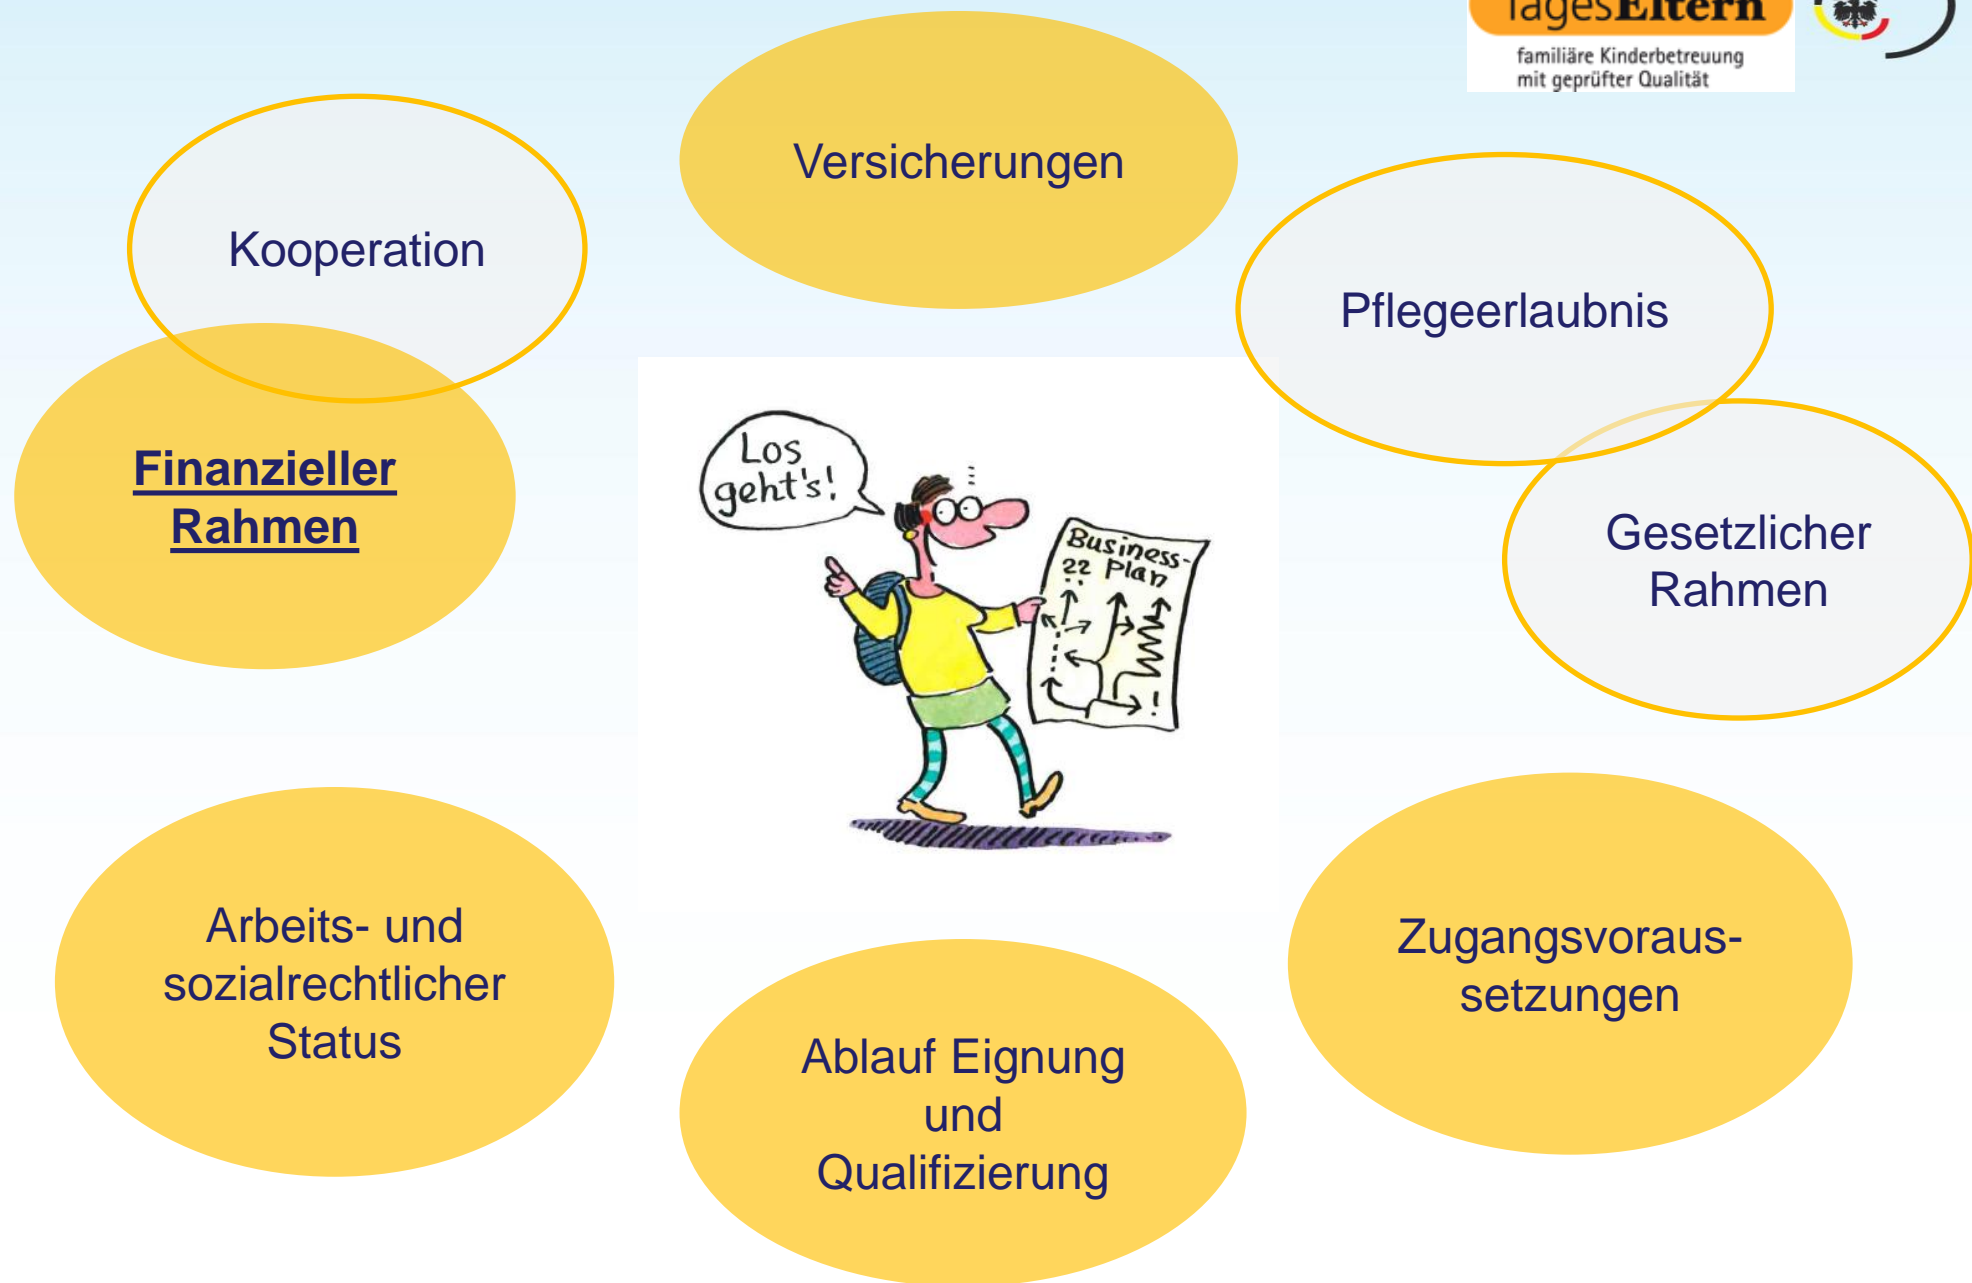 TagesEltern
familiäre Kinderbetreuung
mit geprüfter Qualität
Versicherungen
Kooperation
Pflegeerlaubnis
Finanzieller
Rahmen
Los
geht's!
Business-
?? Plan
!
Gesetzlicher
Rahmen
Arbeits- und
sozialrechtlicher
Status
Ablauf Eignung
und
Qualifizierung
Zugangsvoraus-
setzungen